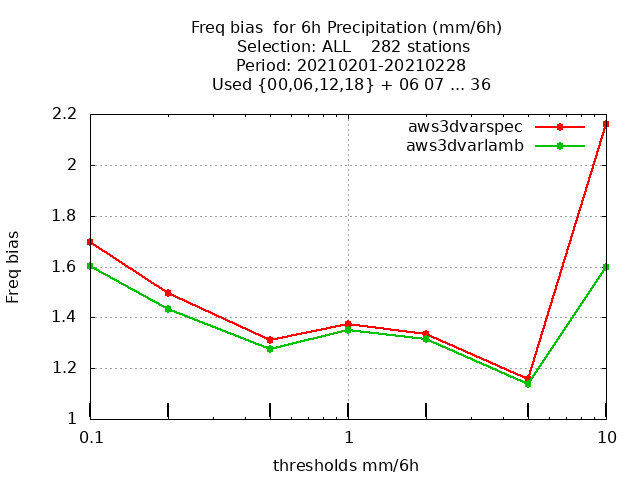 Freq bias  for 6h Precipitation (mm/6h)
Selection: ALL    282 stations
Period: 20210201-20210228
Used {00,06,12,18} + 06 07 ... 36
2.2
2
1.8
1.6
1.4
1.2
1
Freq bias
aws3dvarspec
aws3dvarlamb
0.1
1
10
thresholds mm/6h